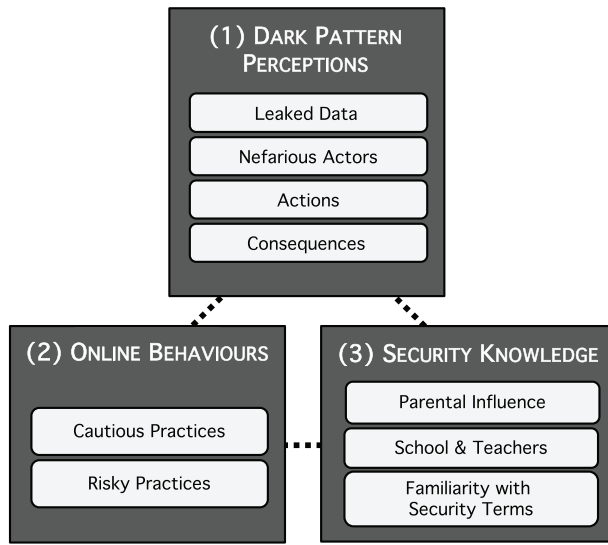 (1) DARK PATTERN
PERCEPTIONS
Leaked Data
Nefarious Actors
Actions
Consequences
(2) ONLINE BEHAVIOURS
Cautious Practices
Risky Practices
(3) SECURITY KNOWLEDGE
Parental Influence
School & Teachers
Familiarity with
Security Terms